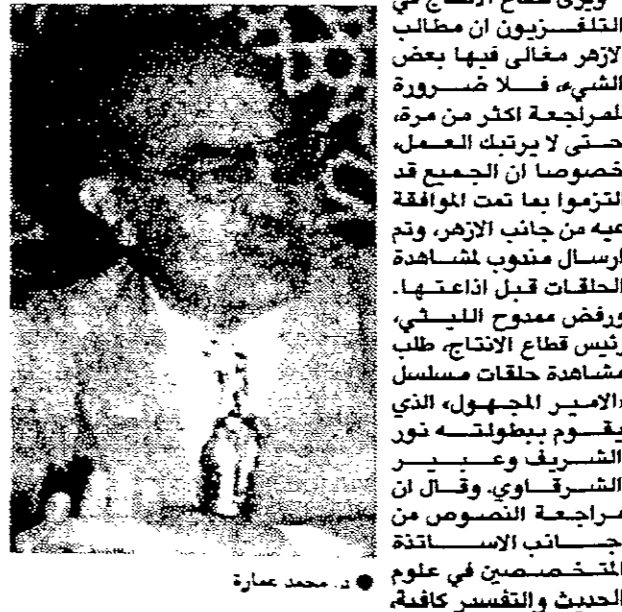 ويرى قطاع الانتاج في
التلفزيون ان مطالب
لازهر مغالى فيها بعض
الشيء، فلا ضرورة
للمراجعة اكثر من مرة،
حتى لا يرتبك العمل،
خصوصا ان الجميع قد
التزموا بما تمت الموافقة
عيه من جانب الازهر، وتم
ارسال مندوب لمشاهدة
الحلقات قبل اذاعتها.
ورفض ممدوح الليثي،
رئيس قطاع الانتاج، طلب
مشاهدة حلقات مسلسل
«الامير المجهول» الذي
يقوم ببطولته نور
الشريف وعبير
الشرقاوي. وقال ان
مراجعة النصوص من
جانب الاساتذة
المتخصصين في علوم
الحديث والتفسير كافية،
● د. محمد عمارة